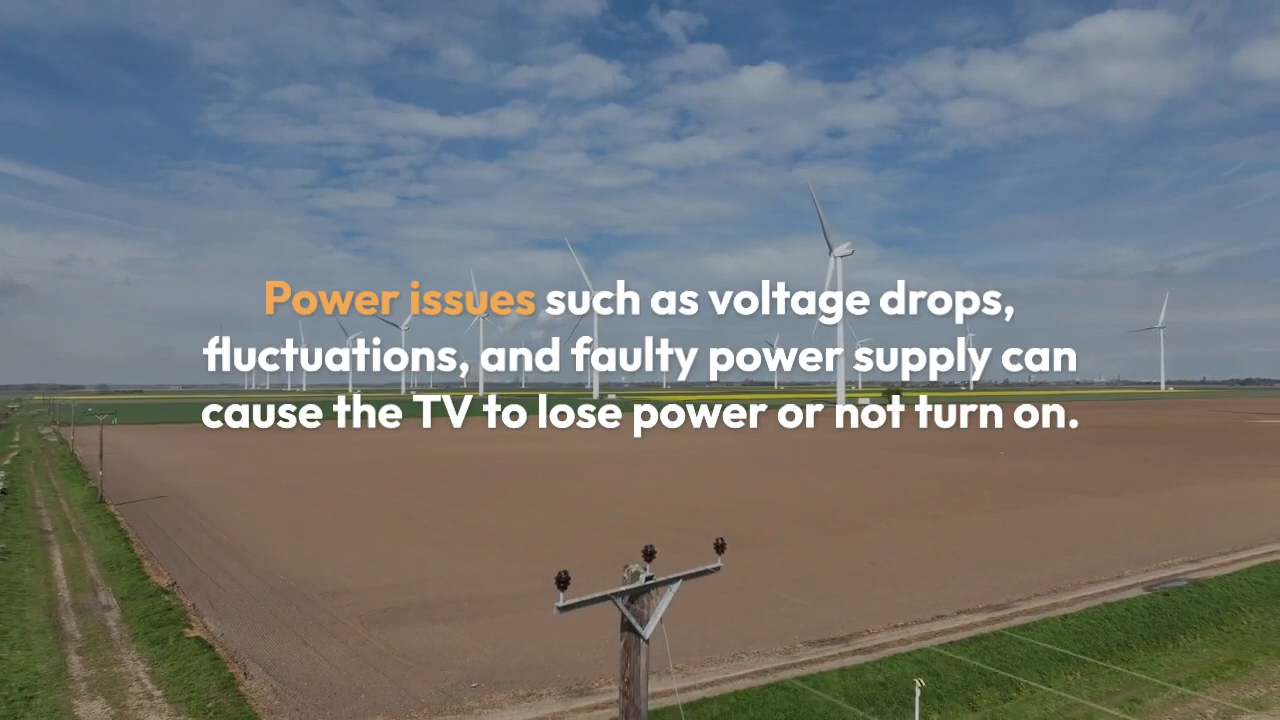 Power issues such as voltage drops,
fluctuations, and faulty power supply can
cause the TV to lose power or not turn on.